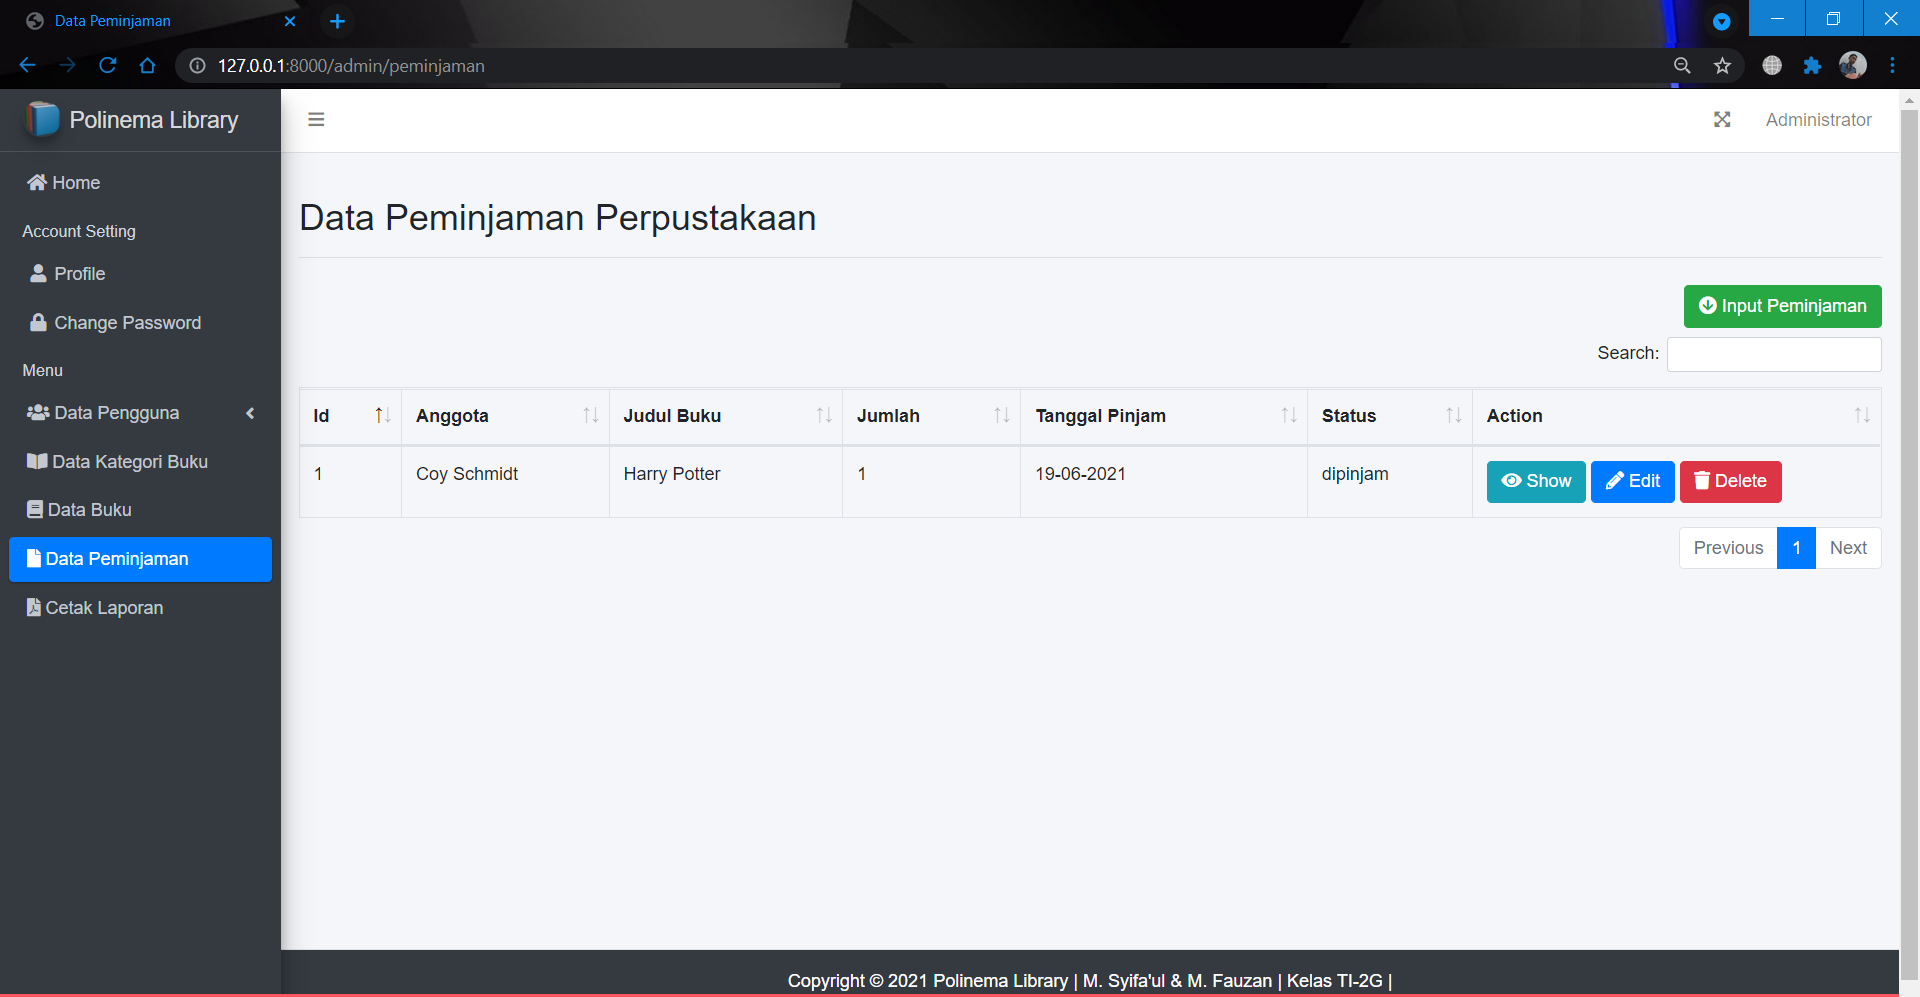 Data Peminjaman
127.0.0.1:8000/admin/peminjaman
Polinema Library
Administrator
Home
Account Setting
Profile
Change Password
Menu
Data Pengguna
Data Kategori Buku
Data Buku
Data Peminjaman
Cetak Laporan
Data Peminjaman Perpustakaan
Input Peminjaman
Search:
Id Anggota Judul Buku Jumlah Tanggal Pinjam Status Action
1 Coy Schmidt Harry Potter 1 19-06-2021 dipinjam Show Edit Delete
Previous 1 Next
Copyright © 2021 Polinema Library | M. Syifa'ul & M. Fauzan | Kelas TI-2G |